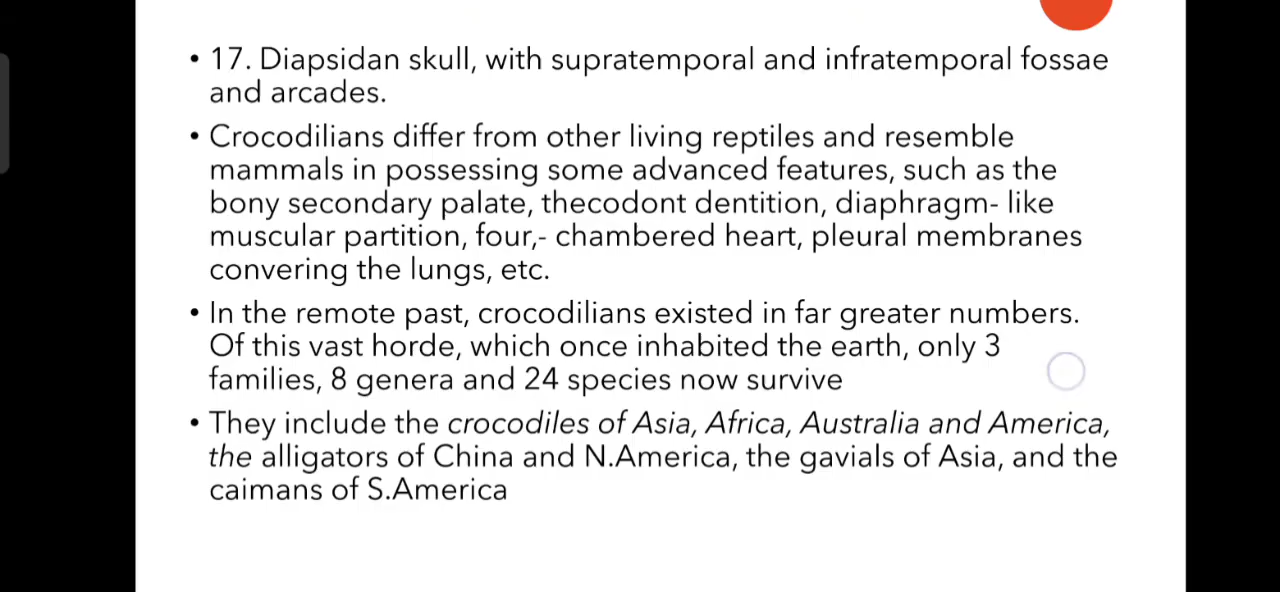 • 17. Diapsidan skull, with supratemporal and infratemporal fossae
and arcades.
• Crocodilians differ from other living reptiles and resemble
mammals in possessing some advanced features, such as the
bony secondary palate, thecodont dentition, diaphragm- like
muscular partition, four,- chambered heart, pleural membranes
convering the lungs, etc.
• In the remote past, crocodilians existed in far greater numbers.
Of this vast horde, which once inhabited the earth, only 3
families, 8 genera and 24 species now survive
• They include the crocodiles of Asia, Africa, Australia and America,
the alligators of China and N.America, the gavials of Asia, and the
caimans of S.America